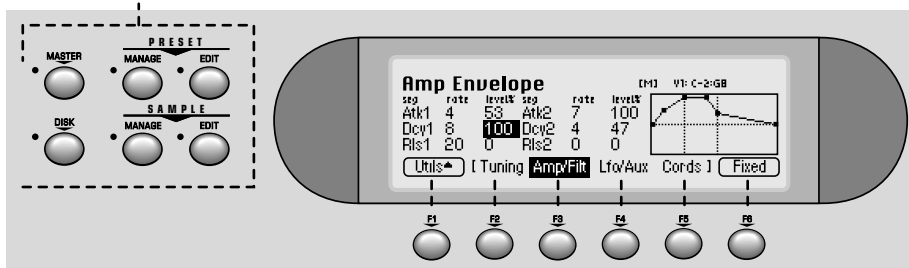 PRESET
MASTER MANAGE EDIT
SAMPLE
DISK MANAGE EDIT
Amp Envelope [M] V1: C-2:G8
seg rate level% seg rate level%
Atk1 4 53 Atk2 7 100
Dcy1 8 100 Dcy2 4 47
Rls1 20 0 Rls2 0 0
Utils [ Tuning Amp/Filt Lfo/Aux Cords ] Fixed
F1 F2 F3 F4 F5 F6